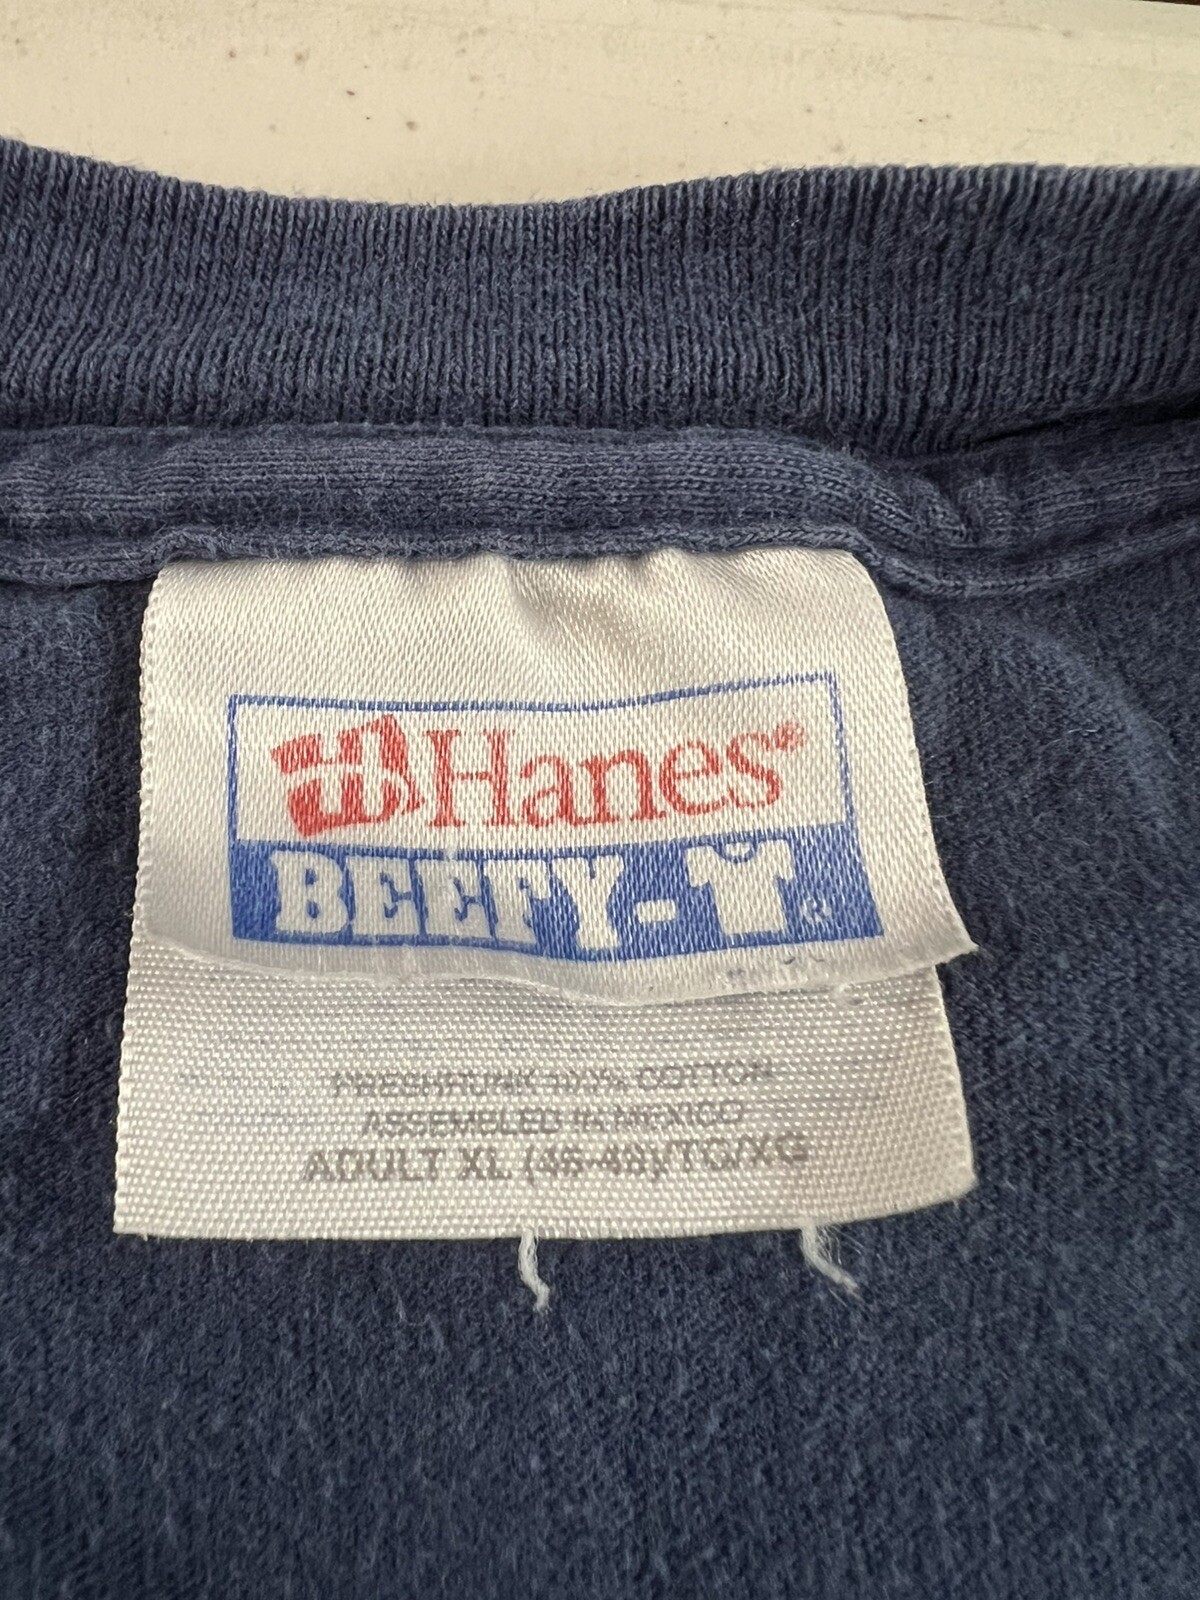 Hanes®
BEEFY-T®
PRESHRUNK 100% COTTON
ASSEMBLED IN MEXICO
ADULT XL (46-48)/TG/XG